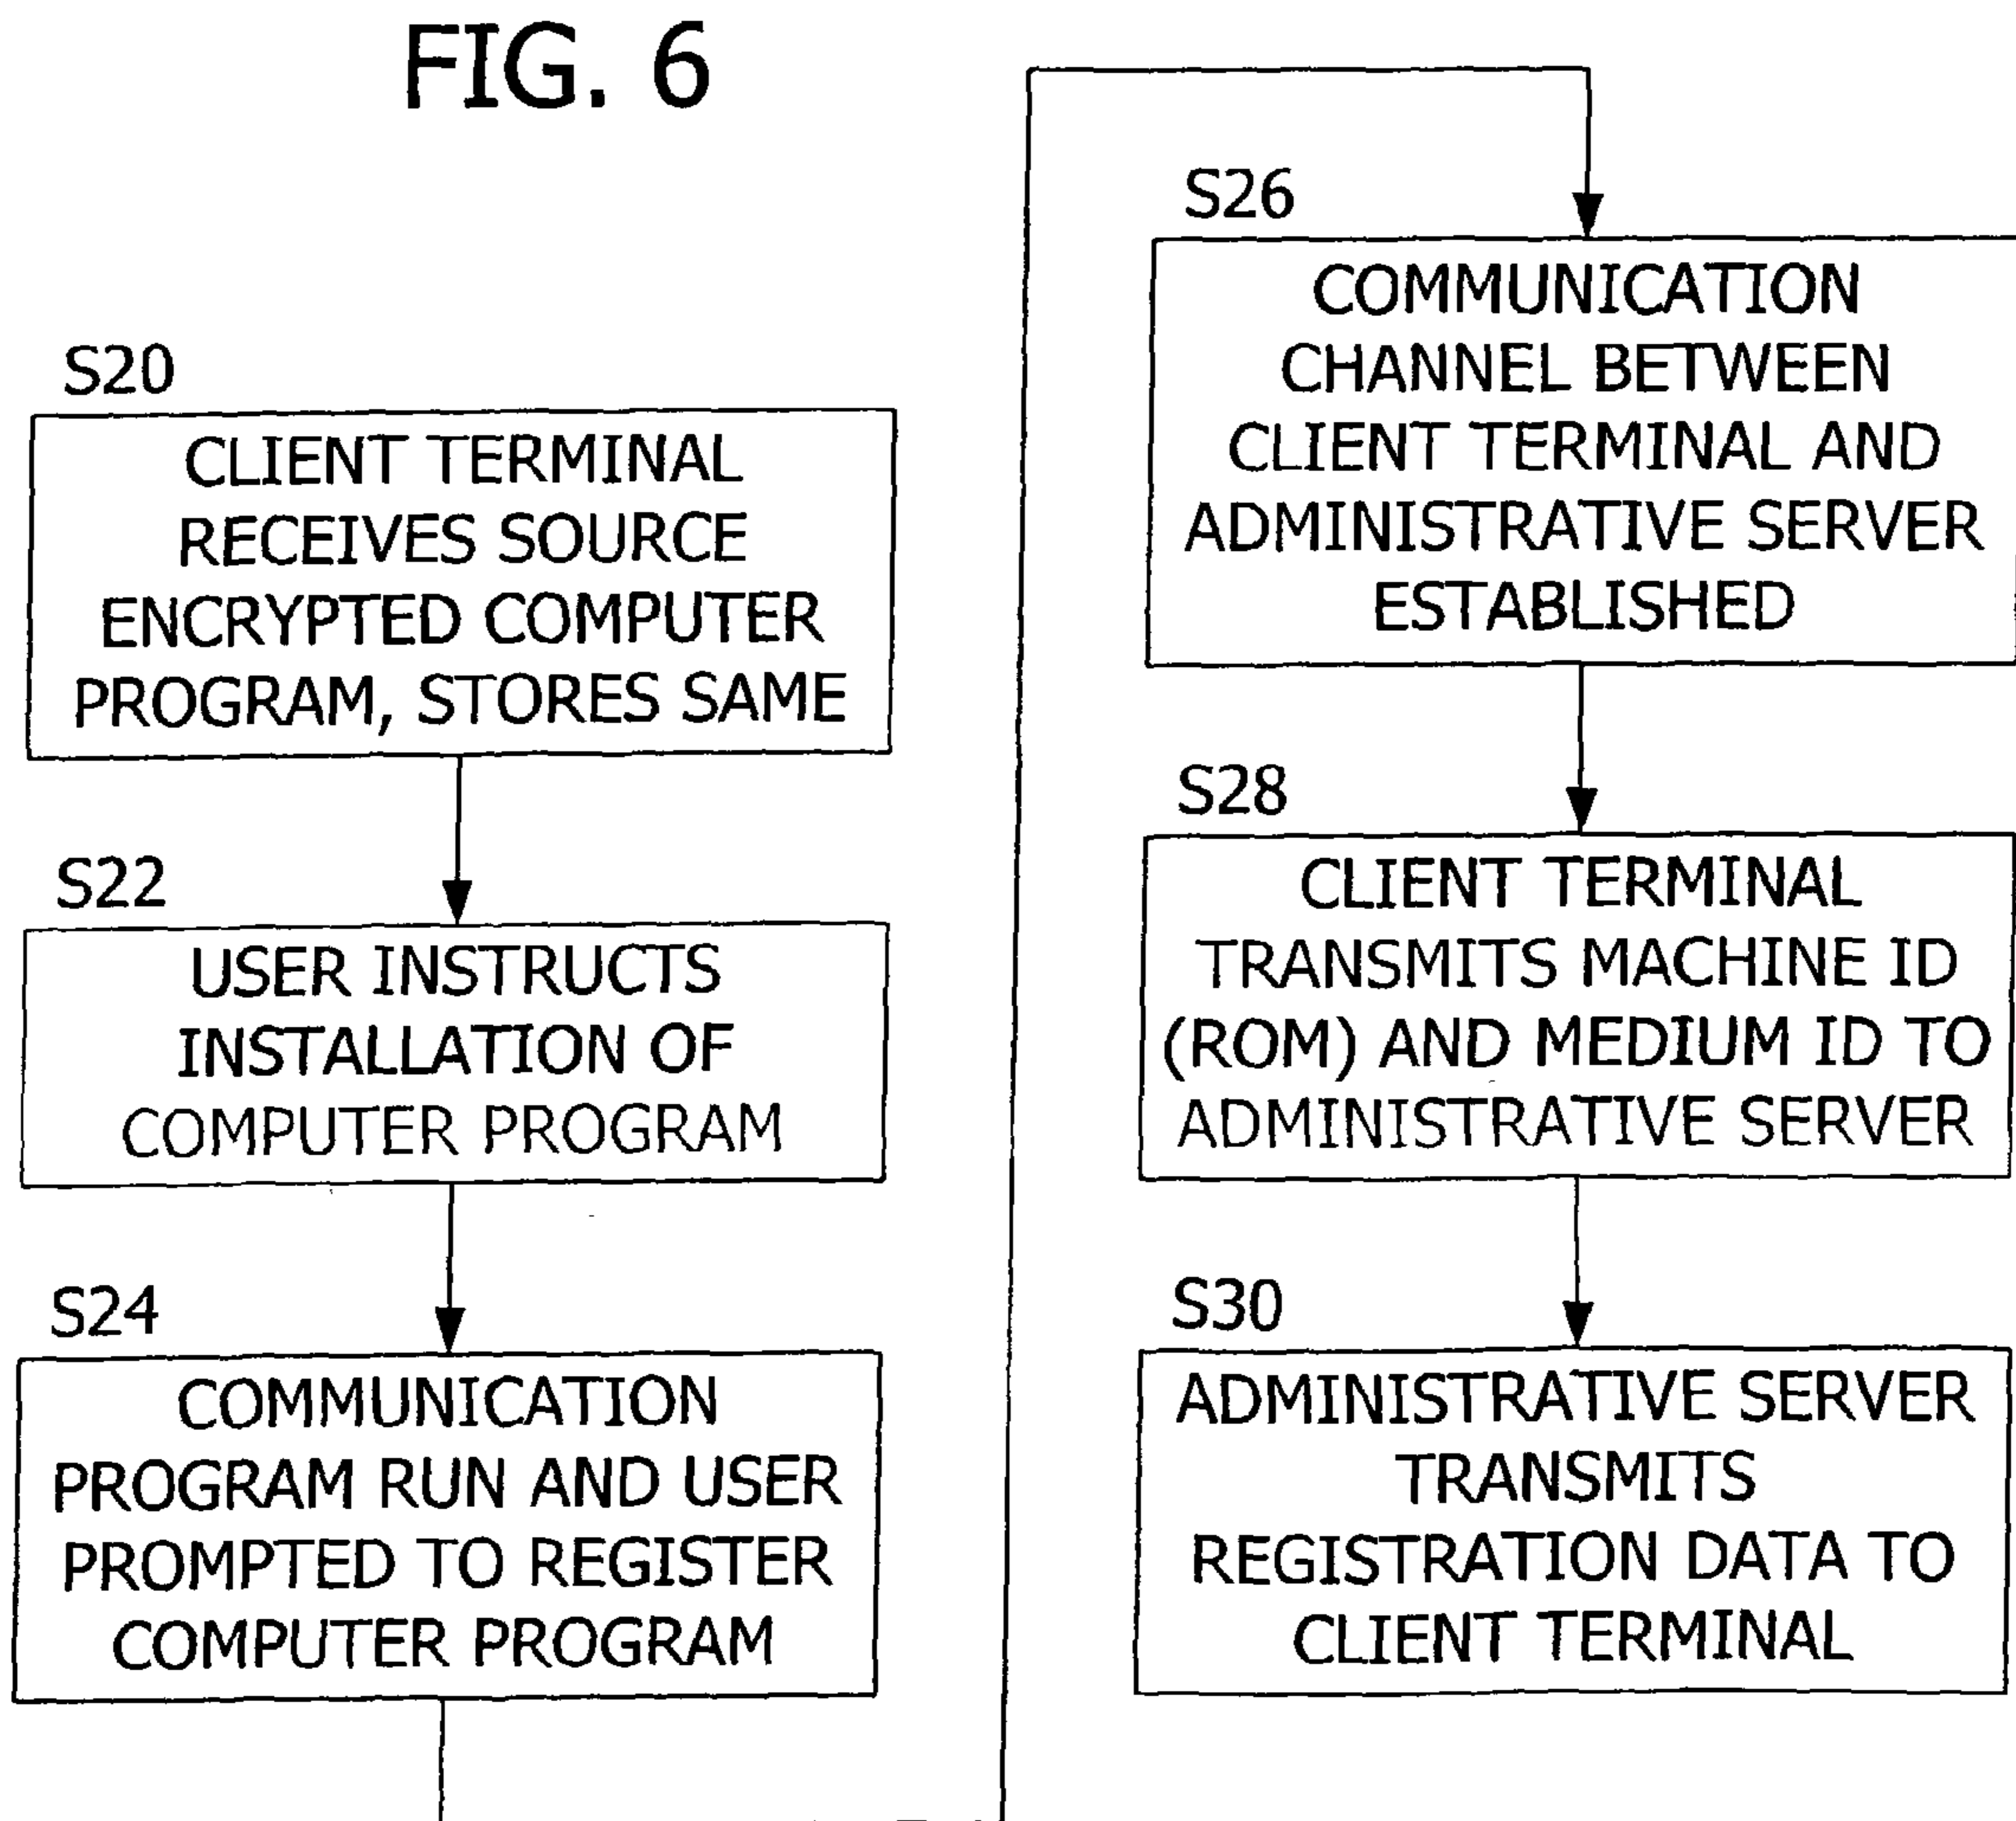 FIG. 6
S20
CLIENT TERMINAL
RECEIVES SOURCE
ENCRYPTED COMPUTER
PROGRAM, STORES SAME
S22
USER INSTRUCTS
INSTALLATION OF
COMPUTER PROGRAM
S24
COMMUNICATION
PROGRAM RUN AND USER
PROMPTED TO REGISTER
COMPUTER PROGRAM
S26
COMMUNICATION
CHANNEL BETWEEN
CLIENT TERMINAL AND
ADMINISTRATIVE SERVER
ESTABLISHED
S28
CLIENT TERMINAL
TRANSMITS MACHINE ID
(ROM) AND MEDIUM ID TO
ADMINISTRATIVE SERVER
S30
ADMINISTRATIVE SERVER
TRANSMITS
REGISTRATION DATA TO
CLIENT TERMINAL